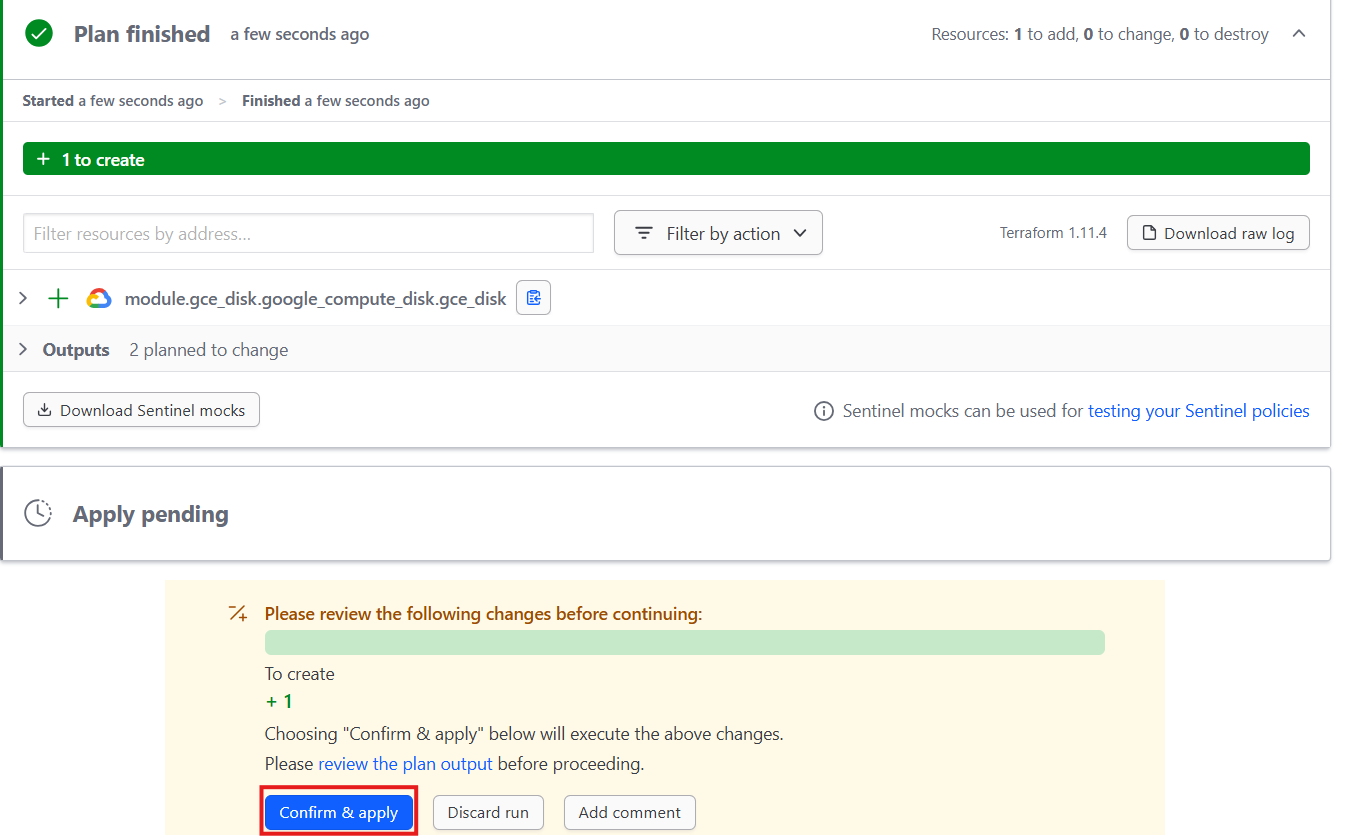 Plan finished a few seconds ago Resources: 1 to add, 0 to change, 0 to destroy
Started a few seconds ago > Finished a few seconds ago
+ 1 to create
Filter resources by address... Filter by action Terraform 1.11.4 Download raw log
module.gce_disk.google_compute_disk.gce_disk
Outputs 2 planned to change
Download Sentinel mocks Sentinel mocks can be used for testing your Sentinel policies
Apply pending
Please review the following changes before continuing:
To create
+ 1
Choosing "Confirm & apply" below will execute the above changes.
Please review the plan output before proceeding.
Confirm & apply Discard run Add comment